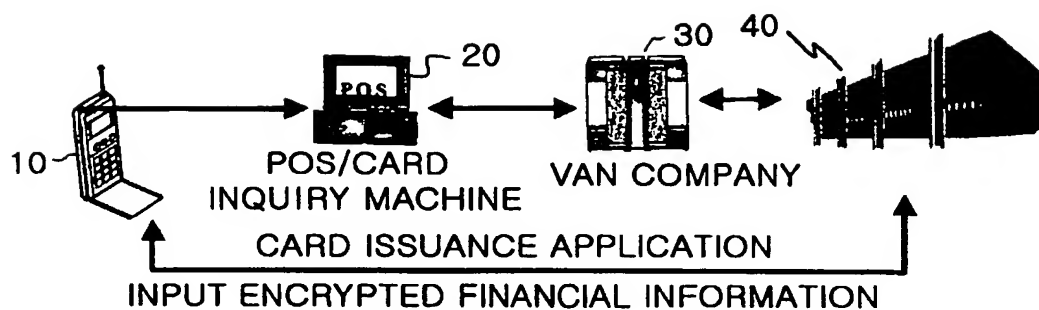 10
20
POS
POS/CARD
INQUIRY MACHINE
30
VAN COMPANY
40
CARD ISSUANCE APPLICATION
INPUT ENCRYPTED FINANCIAL INFORMATION